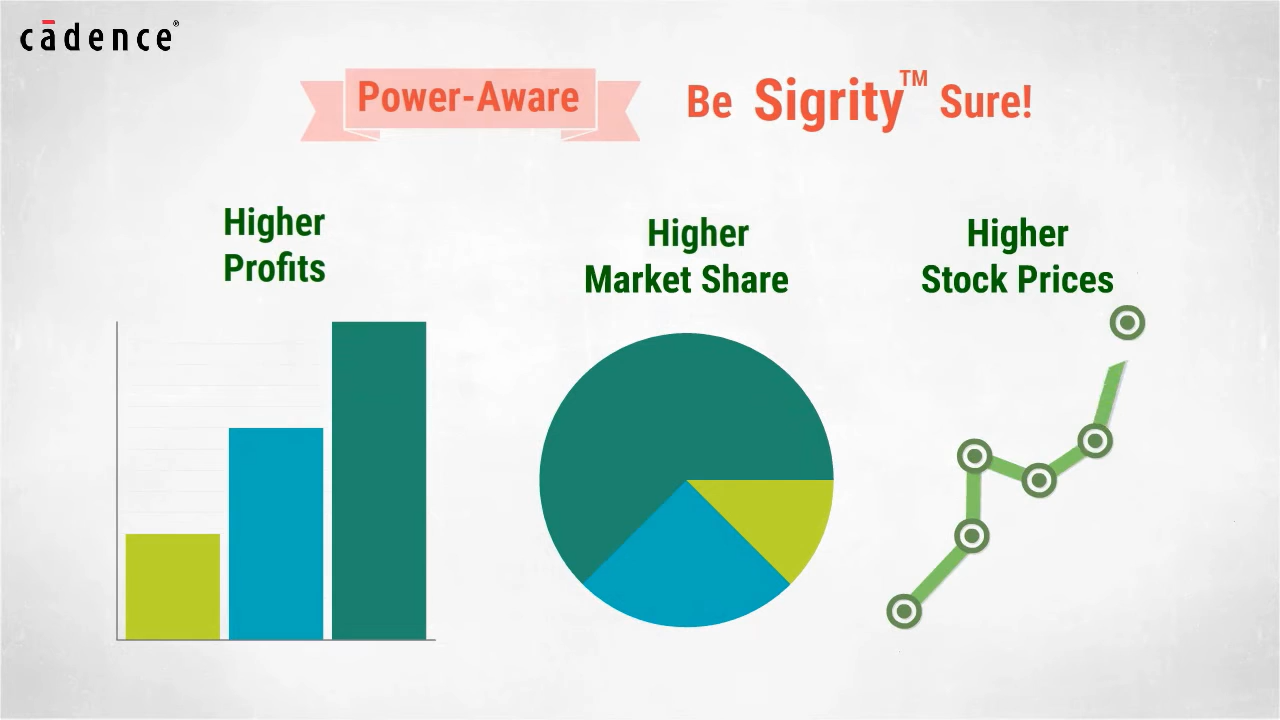 cādence®
Power-Aware
Be Sigrity™ Sure!
Higher
Profits
Higher
Market Share
Higher
Stock Prices